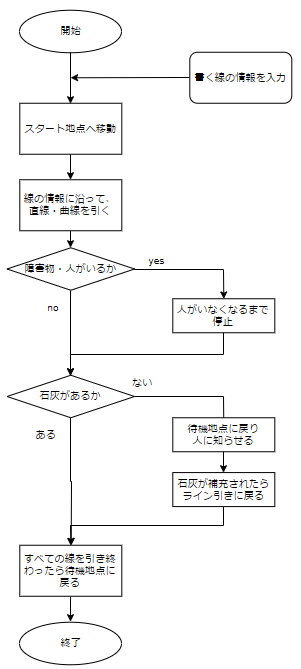 開始
書く線の情報を入力
スタート地点へ移動
線の情報に沿って、
直線・曲線を引く
障害物・人がいるか
yes
no
人がいなくなるまで
停止
石灰があるか
ない
ある
待機地点に戻り
人に知らせる
石灰が補充されたら
ライン引きに戻る
すべての線を引き終
わったら待機地点に
戻る
終了